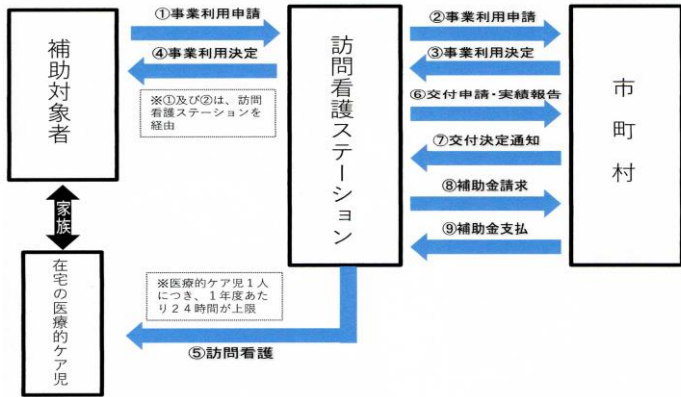 補助対象者
①事業利用申請
④事業利用決定
※①及び②は、訪問
看護ステーションを
経由
訪問看護ステーション
②事業利用申請
③事業利用決定
⑥交付申請・実績報告
⑦交付決定通知
⑧補助金請求
⑨補助金支払
市町村
家族
在宅の医療的ケア児
※医療的ケア児１人
につき、１年度あた
り２４時間が上限
⑤訪問看護